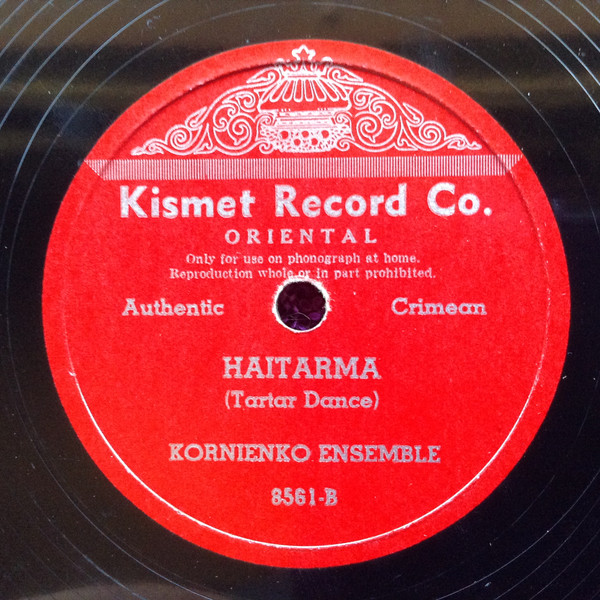 Kismet Record Co.
ORIENTAL
Only for use on phonograph at home.
Reproduction whole or in part prohibited.
Authentic Crimean
HAITARMA
(Tartar Dance)
KORNIENKO ENSEMBLE
8561-B